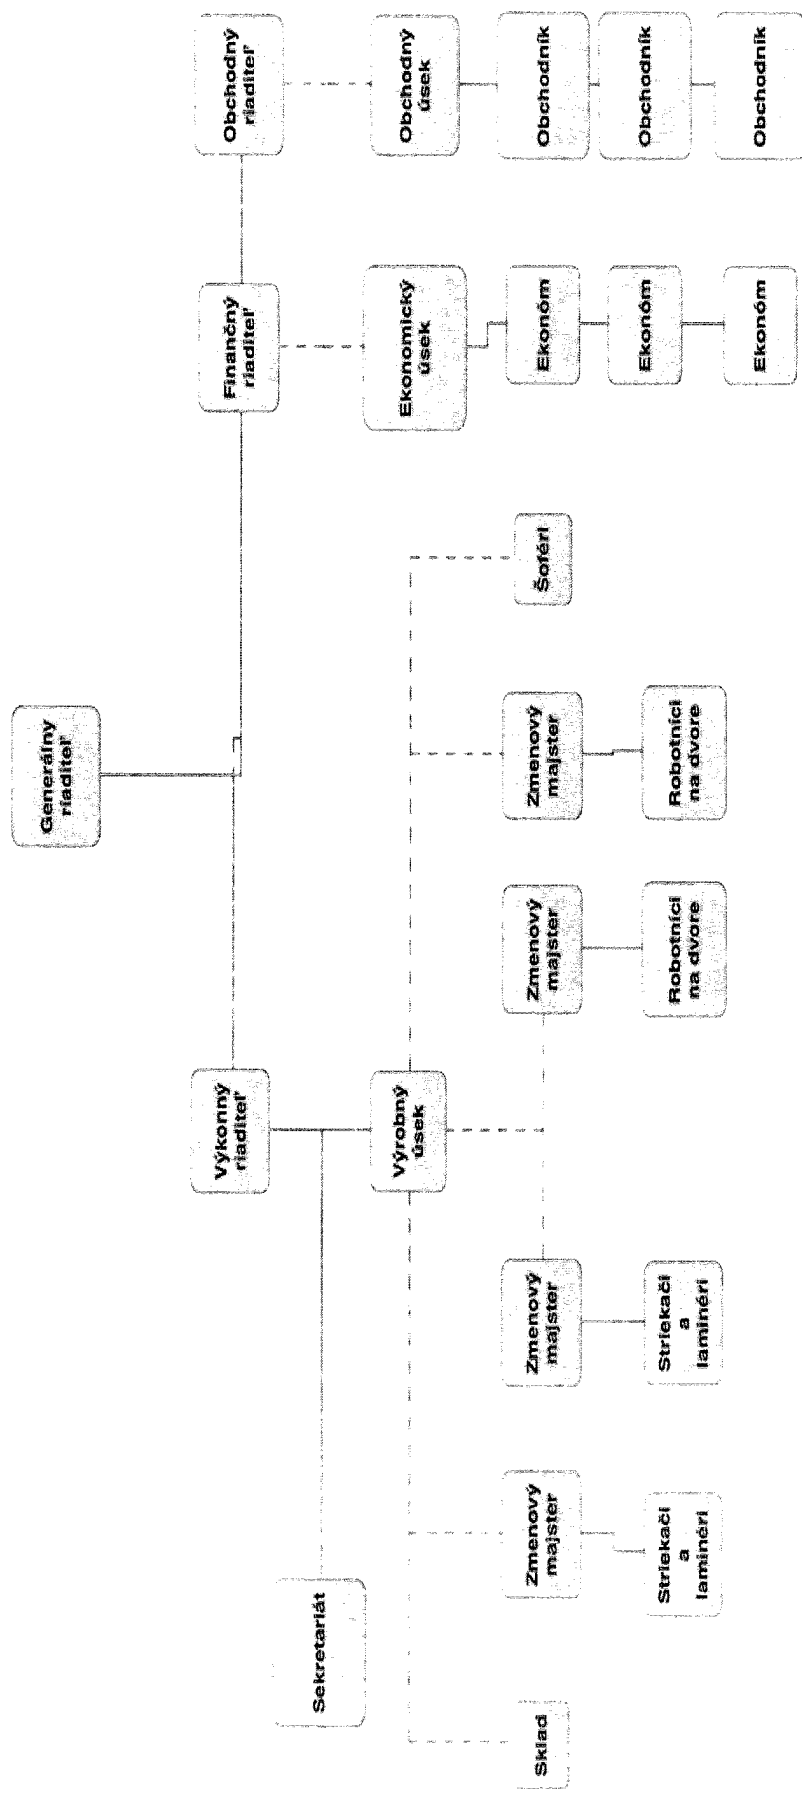 Generálny
riaditeľ
Výkonný
riaditeľ
Finančný
riaditeľ
Obchodný
riaditeľ
Sekretariát
Výrobný
úsek
Ekonomický
úsek
Obchodný
úsek
Sklad
Zmenový
majster
Zmenový
majster
Zmenový
majster
Zmenový
majster
Šoféri
Ekonóm
Obchodník
Striekači
a
laminéri
Striekači
a
laminéri
Robotníci
na dvore
Robotníci
na dvore
Ekonóm
Obchodník
Ekonóm
Obchodník